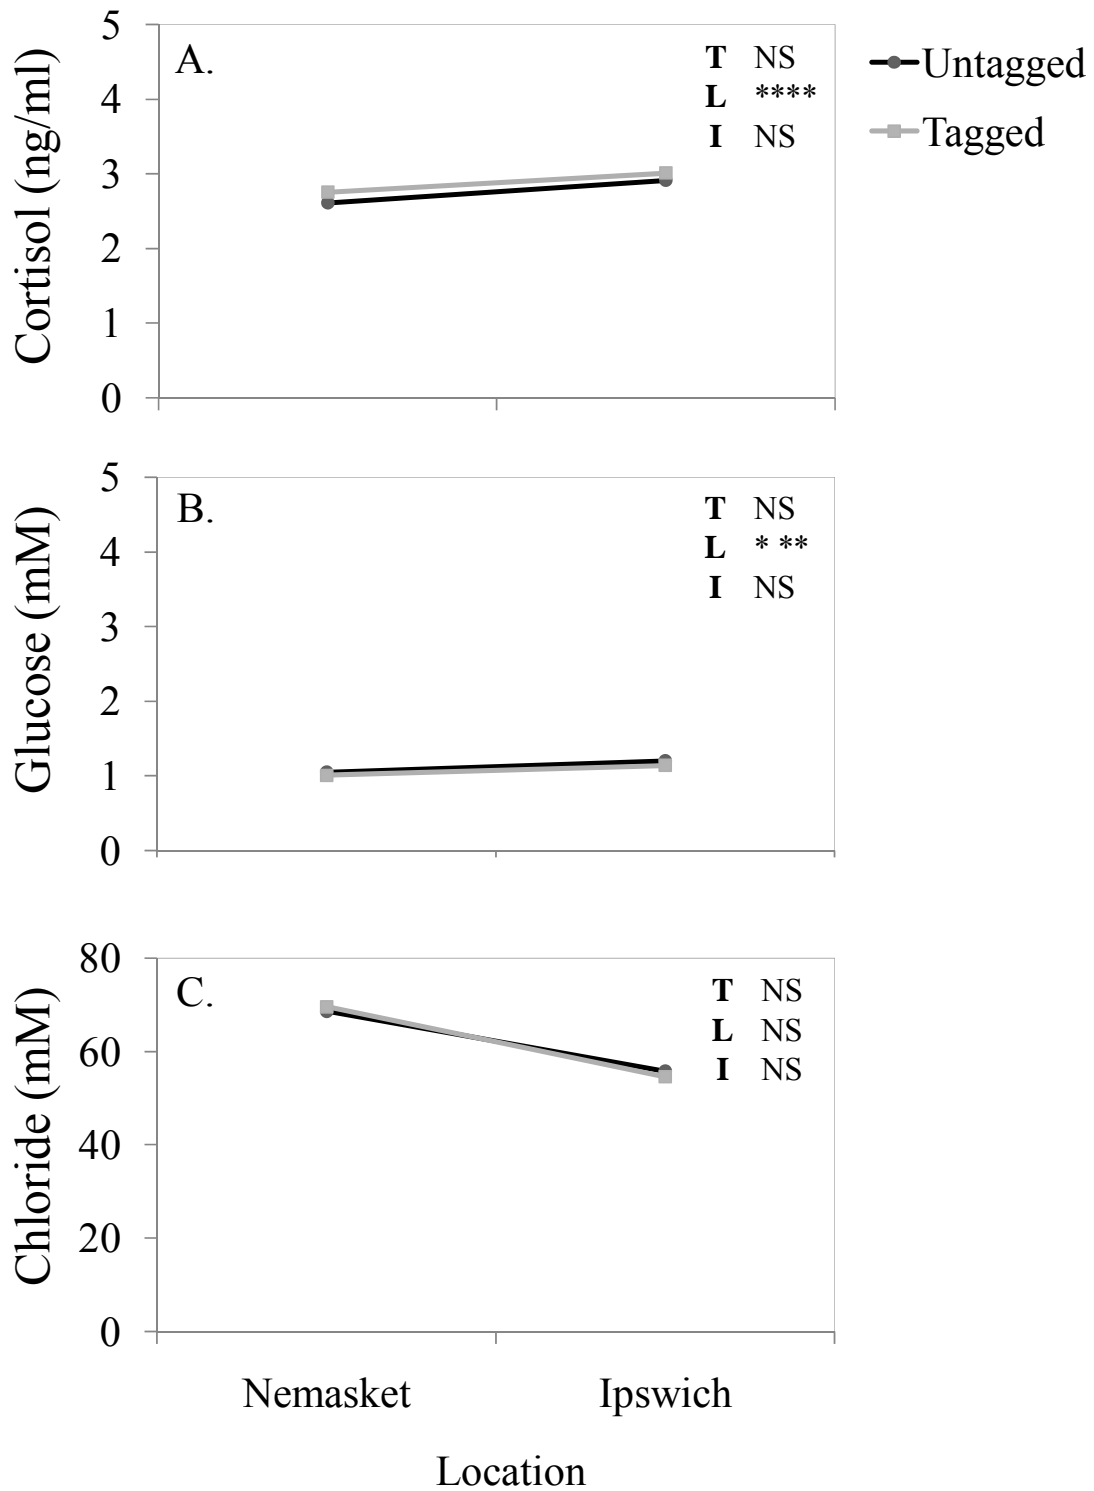 5
A.
T NS
Untagged
4
L ****
I NS
Tagged
3
2
1
0
Cortisol (ng/ml)
5
B.
T NS
4
L * **
I NS
3
2
1
0
Glucose (mM)
80
C.
T NS
L NS
60
I NS
40
20
0
Chloride (mM)
Nemasket Ipswich
Location